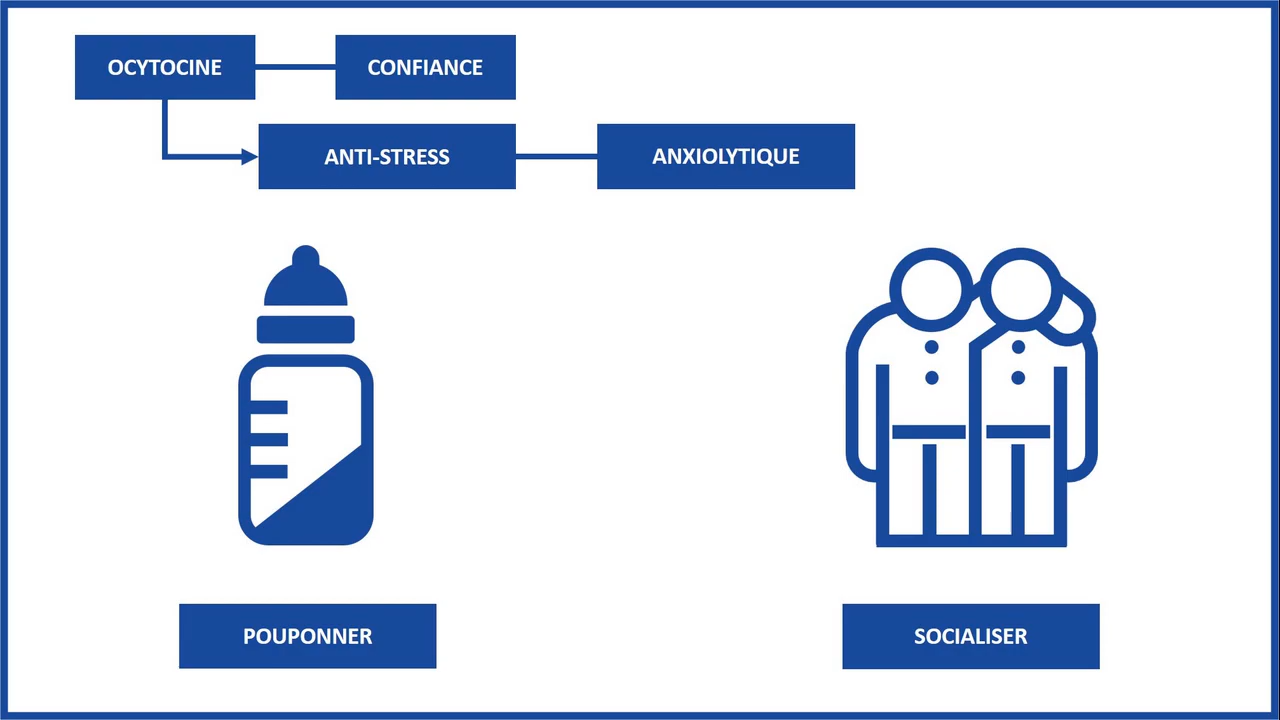 OCYTOCINE
CONFIANCE
ANTI-STRESS
ANXIOLYTIQUE
POUPONNER
SOCIALISER